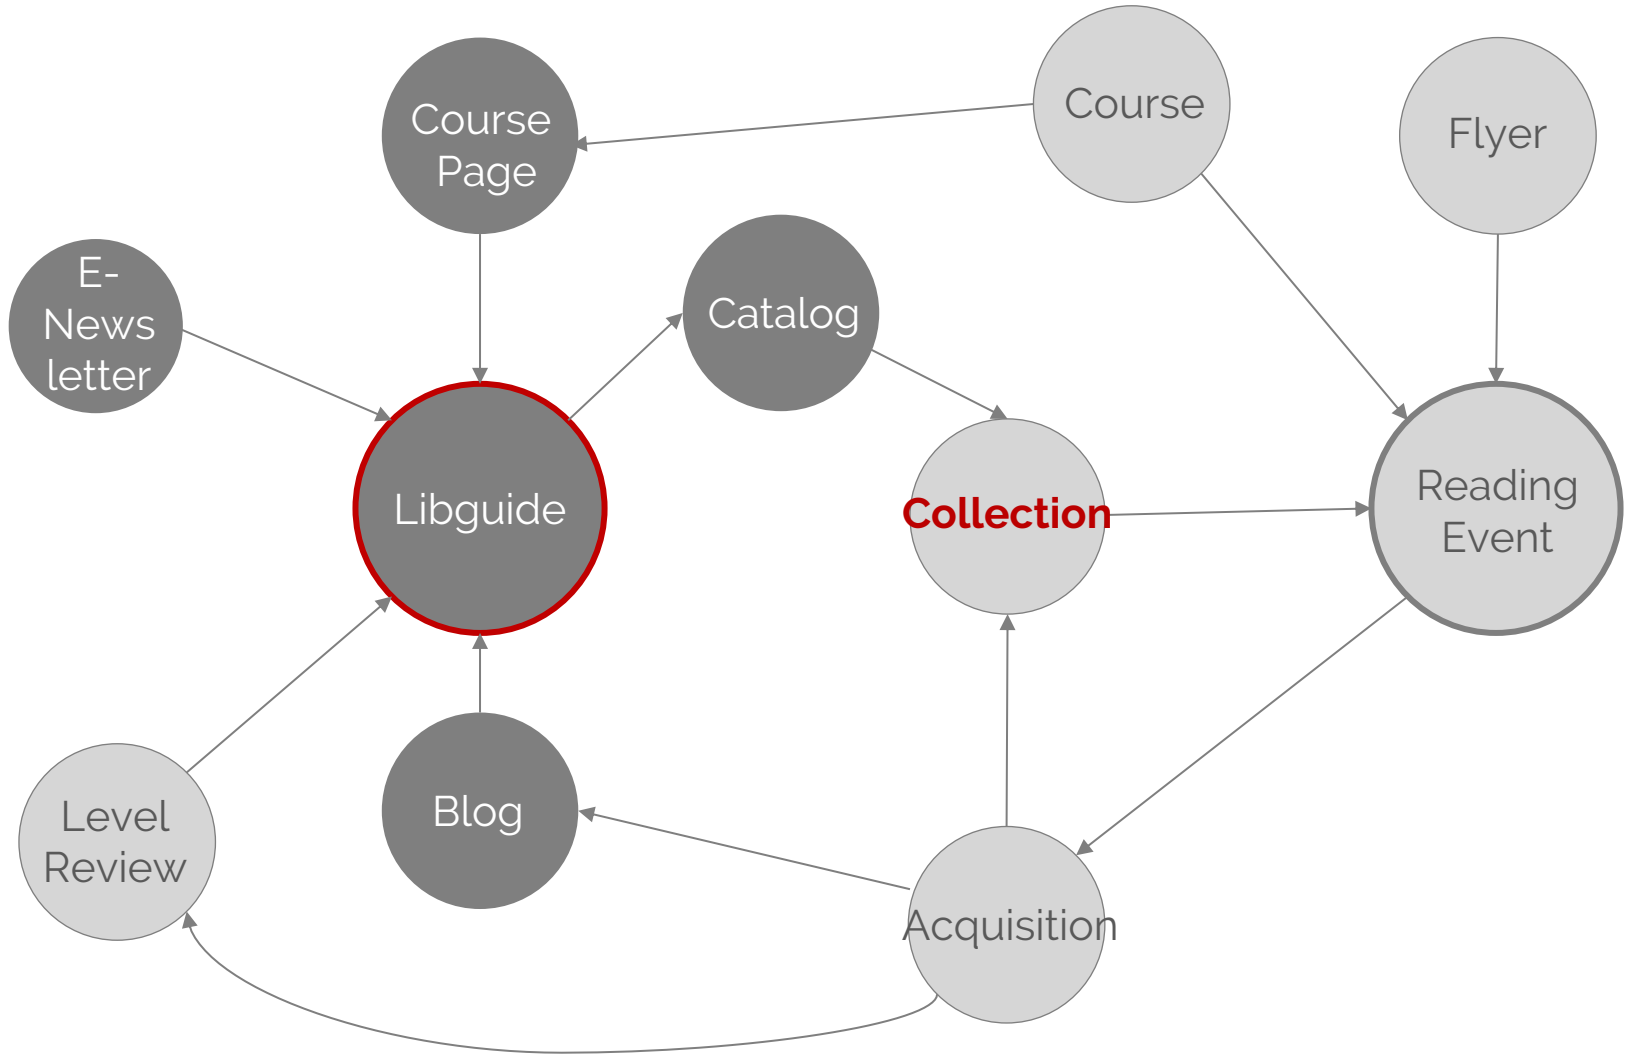 Course
Flyer
Course
Page
E-
News
letter
Catalog
Libguide
Collection
Reading
Event
Level
Review
Blog
Acquisition